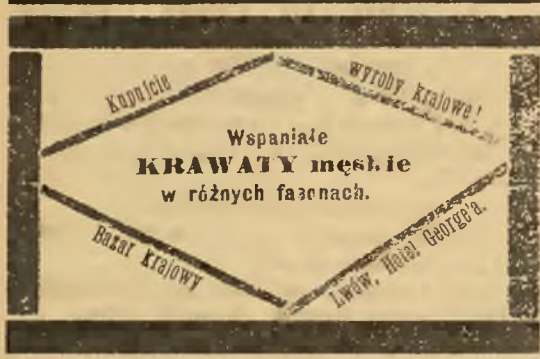 Kupujcie
wyroby krajowe!
Wspaniałe
KRAWATY męskie
w różnych fasonach.
Bazar krajowy
Lwów, Hotel George'a.